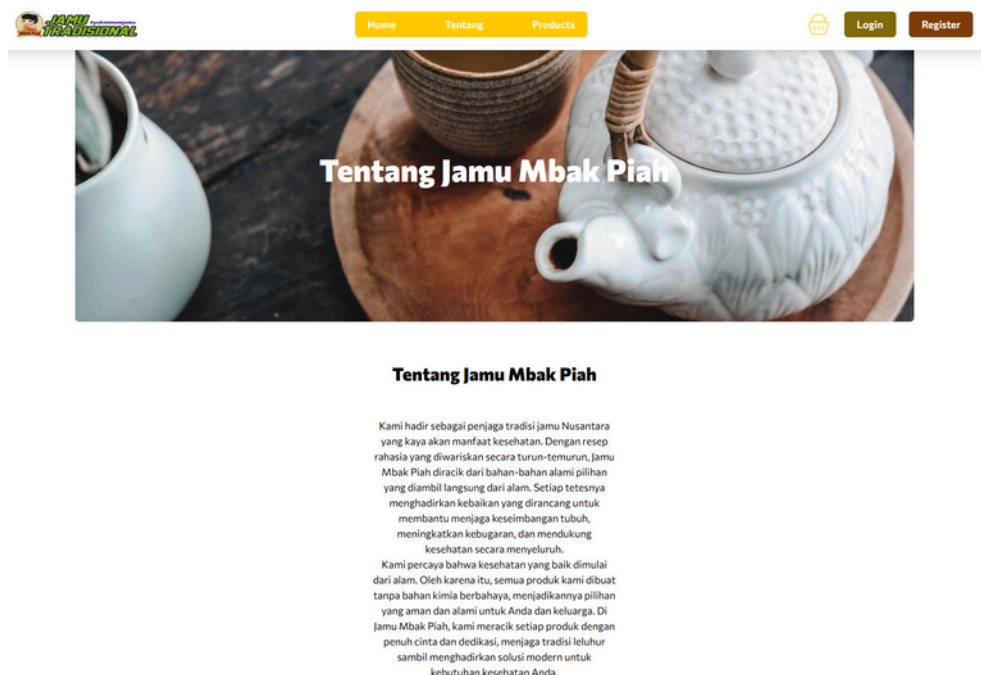 JAMU
TRADISIONAL
Home Tentang Products
Login Register
Tentang Jamu Mbak Piah
Tentang Jamu Mbak Piah
Kami hadir sebagai penjaga tradisi jamu Nusantara
yang kaya akan manfaat kesehatan. Dengan resep
rahasia yang diwariskan secara turun-temurun, Jamu
Mbak Piah diracik dari bahan-bahan alami pilihan
yang diambil langsung dari alam. Setiap tetesnya
menghadirkan kebaikan yang dirancang untuk
membantu menjaga keseimbangan tubuh,
meningkatkan kebugaran, dan mendukung
kesehatan secara menyeluruh.
Kami percaya bahwa kesehatan yang baik dimulai
dari alam. Oleh karena itu, semua produk kami dibuat
tanpa bahan kimia berbahaya, menjadikannya pilihan
yang aman dan alami untuk Anda dan keluarga. Di
Jamu Mbak Piah, kami meracik setiap produk dengan
penuh cinta dan dedikasi, menjaga tradisi leluhur
sambil menghadirkan solusi modern untuk
kebutuhan kesehatan Anda.